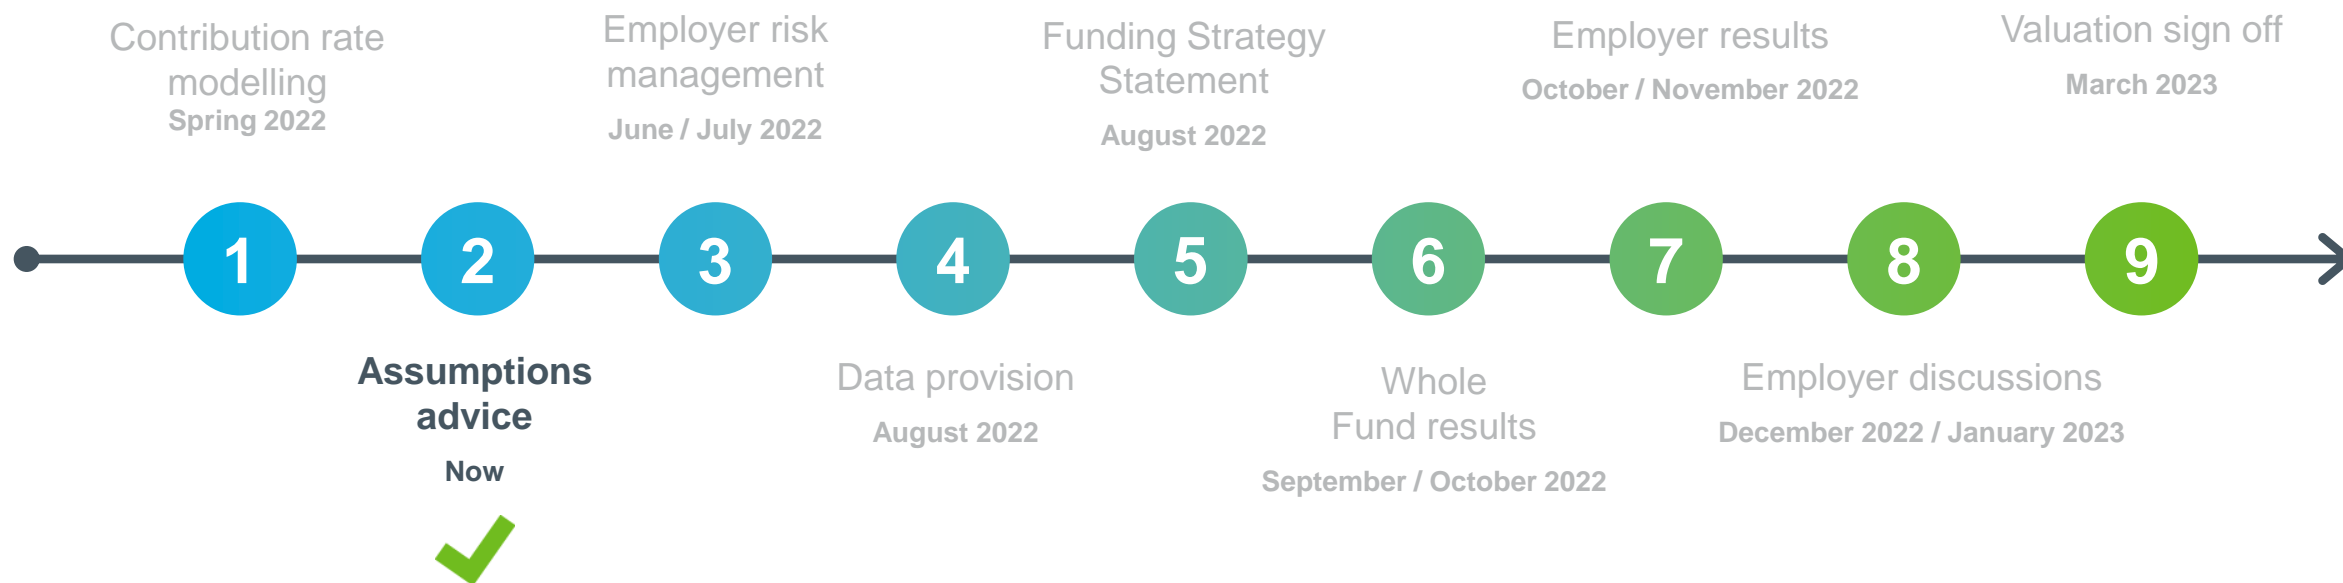 Contribution rate
modelling
Spring 2022
Employer risk
management
June / July 2022
Funding Strategy
Statement
August 2022
Employer results
October / November 2022
Valuation sign off
March 2023
1
2
3
4
5
6
7
8
9
Assumptions
advice
Now
Data provision
August 2022
Whole
Fund results
September / October 2022
Employer discussions
December 2022 / January 2023